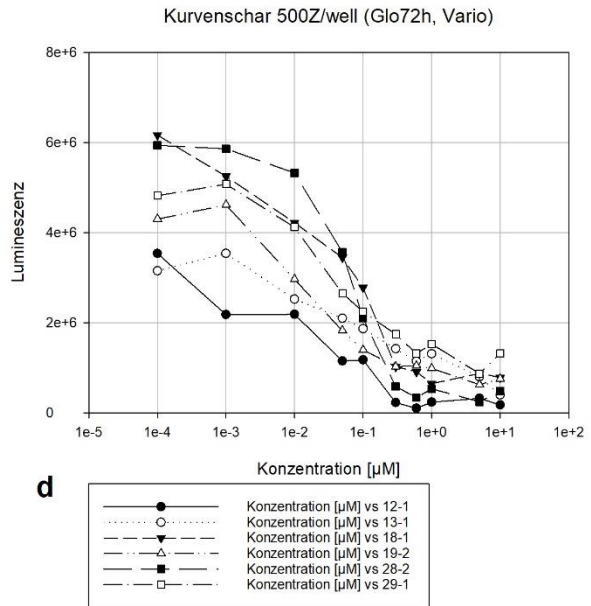 Kurvenschar 500Z/well (Glo72h, Vario)
8e+6
6e+6
4e+6
2e+6
0
Lumineszenz
1e-5 1e-4 1e-3 1e-2 1e-1 1e+0 1e+1 1e+2
Konzentration [µM]
d
Konzentration [µM] vs 12-1
Konzentration [µM] vs 13-1
Konzentration [µM] vs 18-1
Konzentration [µM] vs 19-2
Konzentration [µM] vs 28-2
Konzentration [µM] vs 29-1